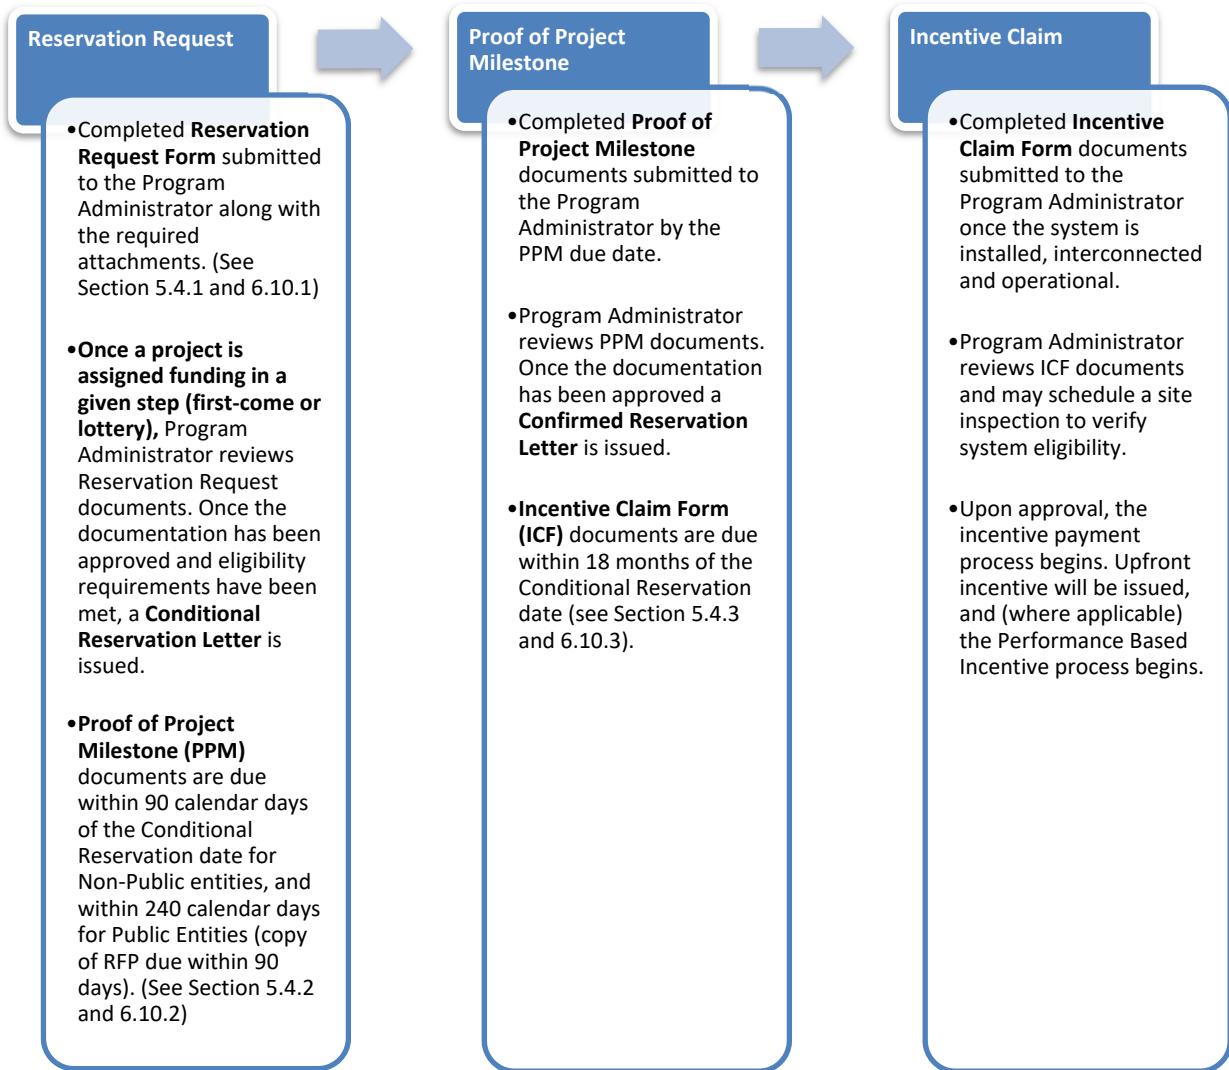 Reservation Request
•Completed Reservation
Request Form submitted
to the Program
Administrator along with
the required
attachments. (See
Section 5.4.1 and 6.10.1)
•Once a project is
assigned funding in a
given step (first-come or
lottery), Program
Administrator reviews
Reservation Request
documents. Once the
documentation has been
approved and eligibility
requirements have been
met, a Conditional
Reservation Letter is
issued.
•Proof of Project
Milestone (PPM)
documents are due
within 90 calendar days
of the Conditional
Reservation date for
Non-Public entities, and
within 240 calendar days
for Public Entities (copy
of RFP due within 90
days). (See Section 5.4.2
and 6.10.2)
Proof of Project
Milestone
•Completed Proof of
Project Milestone
documents submitted to
the Program
Administrator by the
PPM due date.
•Program Administrator
reviews PPM documents.
Once the documentation
has been approved a
Confirmed Reservation
Letter is issued.
•Incentive Claim Form
(ICF) documents are due
within 18 months of the
Conditional Reservation
date (see Section 5.4.3
and 6.10.3).
Incentive Claim
•Completed Incentive
Claim Form documents
submitted to the
Program Administrator
once the system is
installed, interconnected
and operational.
•Program Administrator
reviews ICF documents
and may schedule a site
inspection to verify
system eligibility.
•Upon approval, the
incentive payment
process begins. Upfront
incentive will be issued,
and (where applicable)
the Performance Based
Incentive process begins.